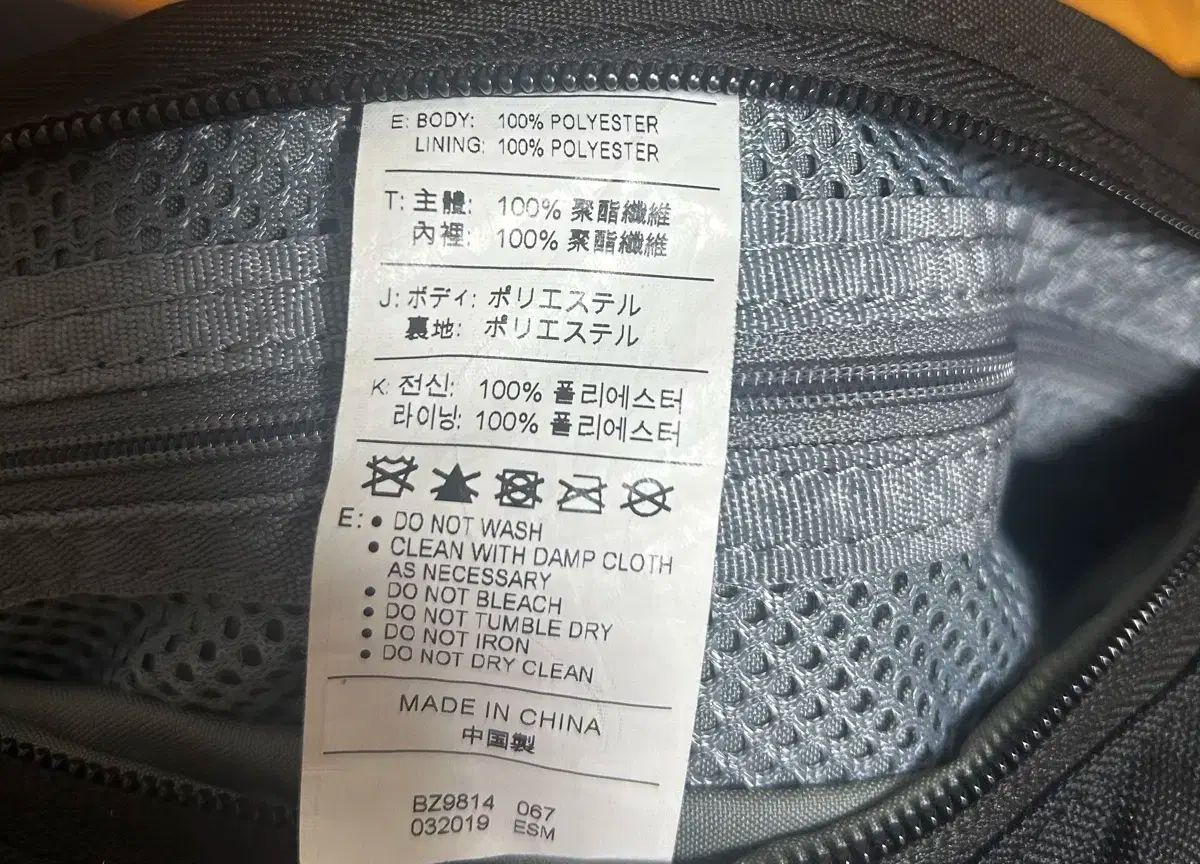 E: BODY: 100% POLYESTER
LINING: 100% POLYESTER
T: 主體: 100% 聚酯纖維
內裡: 100% 聚酯纖維
J: ボディ: ポリエステル
裏地: ポリエステル
K: 전신: 100% 폴리에스터
라이닝: 100% 폴리에스터
E: • DO NOT WASH
• CLEAN WITH DAMP CLOTH
AS NECESSARY
• DO NOT BLEACH
• DO NOT TUMBLE DRY
• DO NOT IRON
• DO NOT DRY CLEAN
MADE IN CHINA
中国製
BZ9814 067
032019 ESM